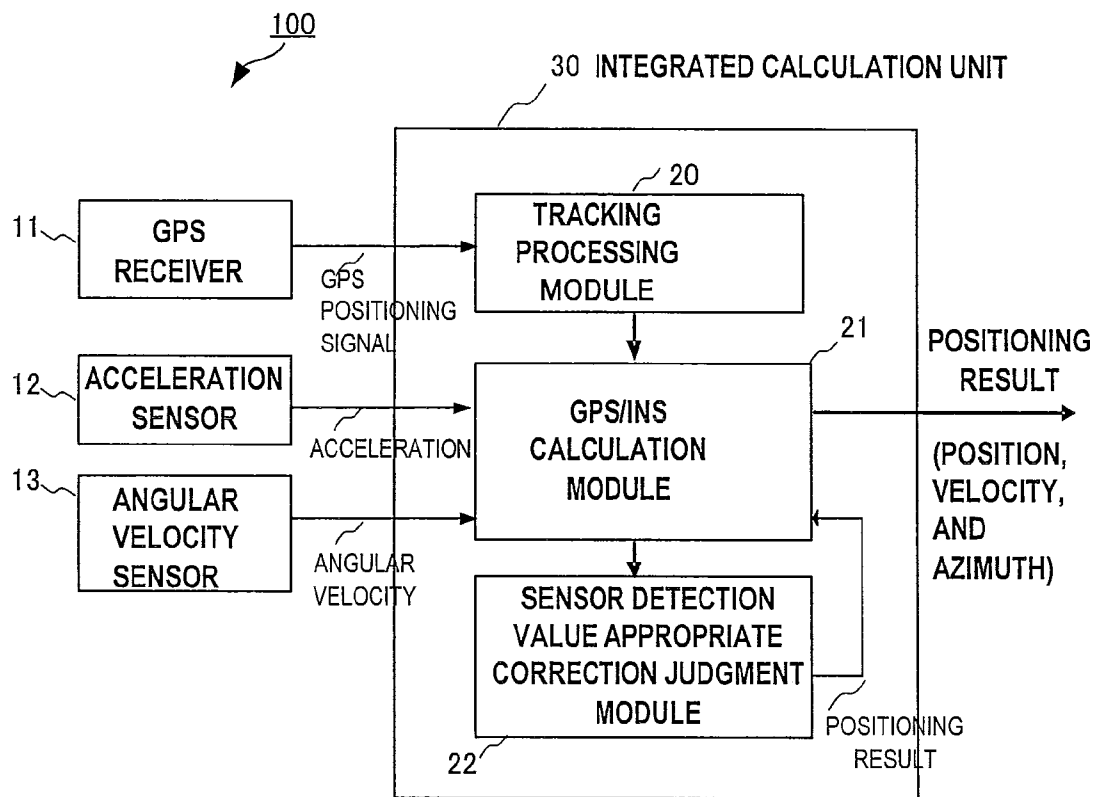 100
30 INTEGRATED CALCULATION UNIT
20
TRACKING
PROCESSING
MODULE
11
GPS
RECEIVER
GPS
POSITIONING
SIGNAL
21
POSITIONING
RESULT
12
ACCELERATION
SENSOR
ACCELERATION
GPS/INS
CALCULATION
MODULE
(POSITION,
VELOCITY,
AND
AZIMUTH)
13
ANGULAR
VELOCITY
SENSOR
ANGULAR
VELOCITY
SENSOR DETECTION
VALUE APPROPRIATE
CORRECTION JUDGMENT
MODULE
22
POSITIONING
RESULT